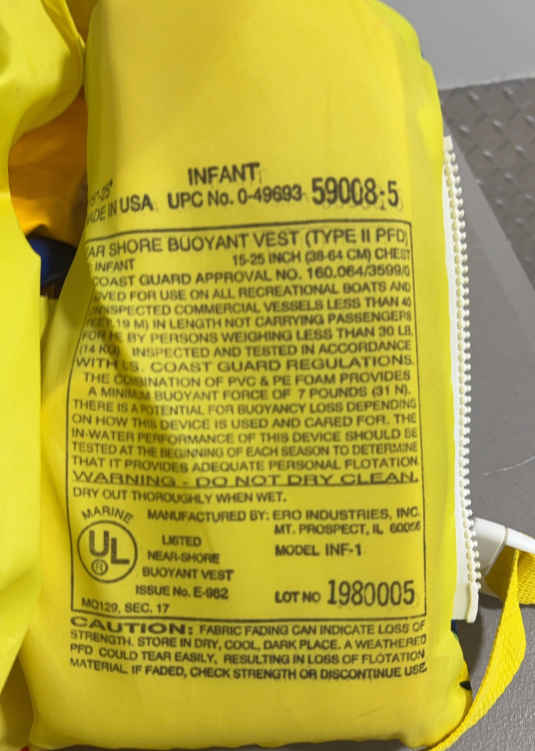 INFANT
MADE IN USA UPC No. 0-49693 59008-5
NEAR SHORE BUOYANT VEST (TYPE II PFD)
INFANT 15-25 INCH (38-64 CM) CHEST
COAST GUARD APPROVAL NO. 160.064/3599/0
OVED FOR USE ON ALL RECREATIONAL BOATS AND
INSPECTED COMMERCIAL VESSELS LESS THAN 40
FEET (19 M) IN LENGTH NOT CARRYING PASSENGERS
FOR HIRE BY PERSONS WEIGHING LESS THAN 30 LB.
(14 KG). INSPECTED AND TESTED IN ACCORDANCE
WITH U.S. COAST GUARD REGULATIONS.
THE COMBINATION OF PVC & PE FOAM PROVIDES
A MINIMUM BUOYANT FORCE OF 7 POUNDS (31 N).
THERE IS A POTENTIAL FOR BUOYANCY LOSS DEPENDING
ON HOW THIS DEVICE IS USED AND CARED FOR. THE
IN-WATER PERFORMANCE OF THIS DEVICE SHOULD BE
TESTED AT THE BEGINNING OF EACH SEASON TO DETERMINE
THAT IT PROVIDES ADEQUATE PERSONAL FLOTATION.
WARNING - DO NOT DRY CLEAN.
DRY OUT THOROUGHLY WHEN WET.
MARINE
MANUFACTURED BY: ERO INDUSTRIES, INC.
MT. PROSPECT, IL 60056
UL
®
LISTED
NEAR-SHORE
BUOYANT VEST
MODEL INF-1
ISSUE No. E-982
LOT NO 1980005
MQ129, SEC. 17
CAUTION: FABRIC FADING CAN INDICATE LOSS OF
STRENGTH. STORE IN DRY, COOL, DARK PLACE. A WEATHERED
PFD COULD TEAR EASILY, RESULTING IN LOSS OF FLOTATION
MATERIAL. IF FADED, CHECK STRENGTH OR DISCONTINUE USE.